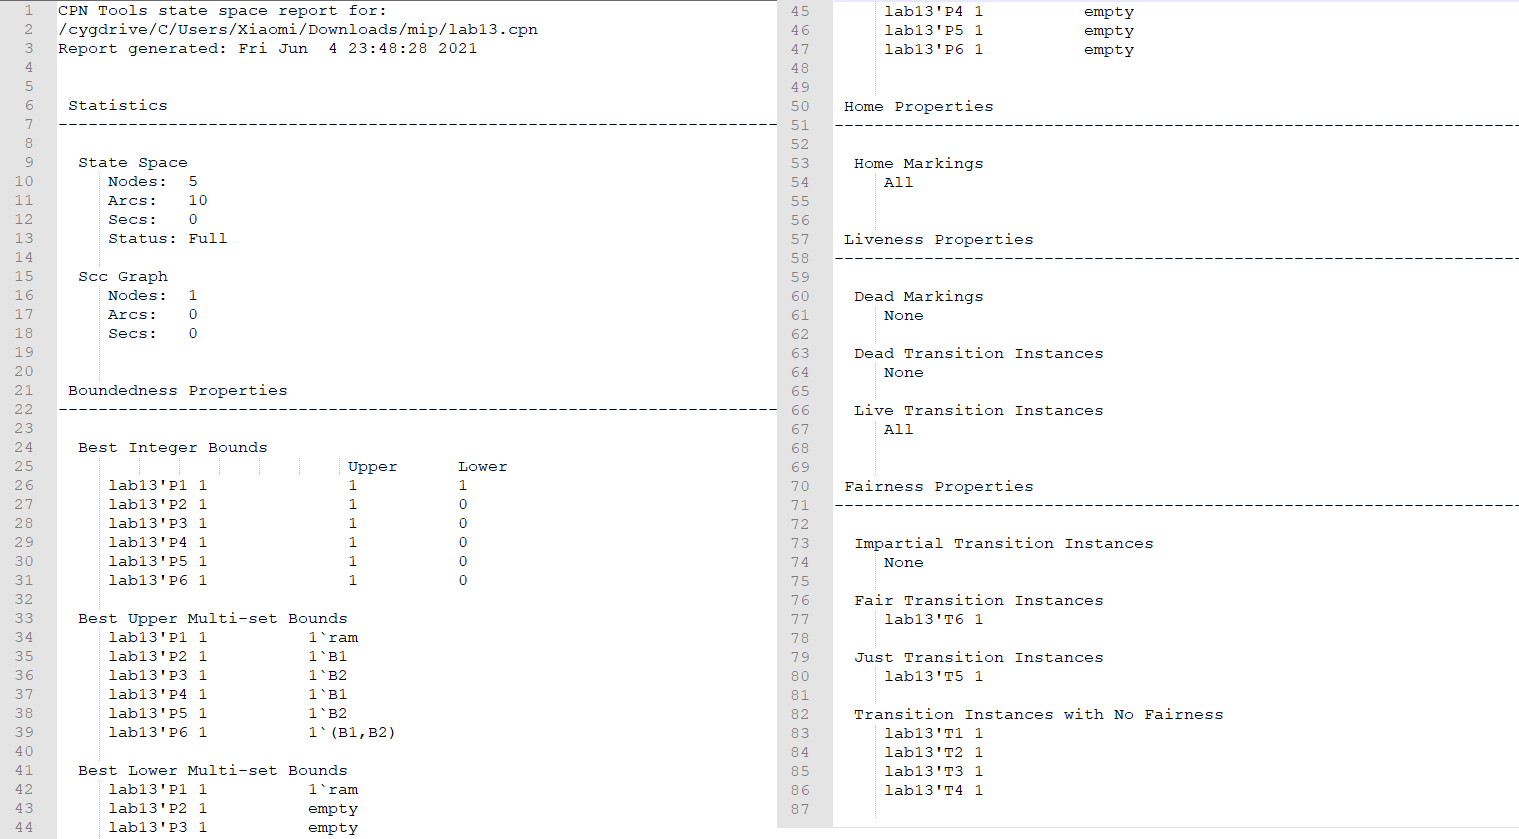 1 CPN Tools state space report for:
2 /cygdrive/C/Users/Xiaomi/Downloads/mip/lab13.cpn
3 Report generated: Fri Jun  4 23:48:28 2021
4
5
6 Statistics
7 ------------------------------------------------------------------------
8
9 State Space
10 Nodes:  5
11 Arcs:   10
12 Secs:   0
13 Status: Full
14
15 Scc Graph
16 Nodes:  1
17 Arcs:   0
18 Secs:   0
19
20
21 Boundedness Properties
22 ------------------------------------------------------------------------
23
24 Best Integer Bounds
25 Upper      Lower
26 lab13'P1 1              1          1
27 lab13'P2 1              1          0
28 lab13'P3 1              1          0
29 lab13'P4 1              1          0
30 lab13'P5 1              1          0
31 lab13'P6 1              1          0
32
33 Best Upper Multi-set Bounds
34 lab13'P1 1          1`ram
35 lab13'P2 1          1`B1
36 lab13'P3 1          1`B2
37 lab13'P4 1          1`B1
38 lab13'P5 1          1`B2
39 lab13'P6 1          1`(B1,B2)
40
41 Best Lower Multi-set Bounds
42 lab13'P1 1          1`ram
43 lab13'P2 1          empty
44 lab13'P3 1          empty
45 lab13'P4 1          empty
46 lab13'P5 1          empty
47 lab13'P6 1          empty
48
49
50 Home Properties
51 ---------------------------------------------------------------------
52
53 Home Markings
54 All
55
56
57 Liveness Properties
58 ---------------------------------------------------------------------
59
60 Dead Markings
61 None
62
63 Dead Transition Instances
64 None
65
66 Live Transition Instances
67 All
68
69
70 Fairness Properties
71 ---------------------------------------------------------------------
72
73 Impartial Transition Instances
74 None
75
76 Fair Transition Instances
77 lab13'T6 1
78
79 Just Transition Instances
80 lab13'T5 1
81
82 Transition Instances with No Fairness
83 lab13'T1 1
84 lab13'T2 1
85 lab13'T3 1
86 lab13'T4 1
87